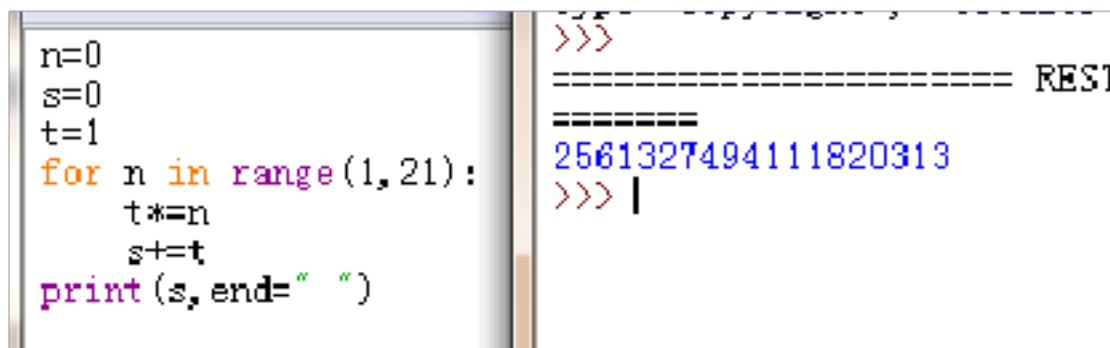 n=0
s=0
t=1
for n in range(1,21):
    t*=n
    s+=t
print(s,end=" ")
>>>
====================== REST
=======
2561327494111820313
>>>